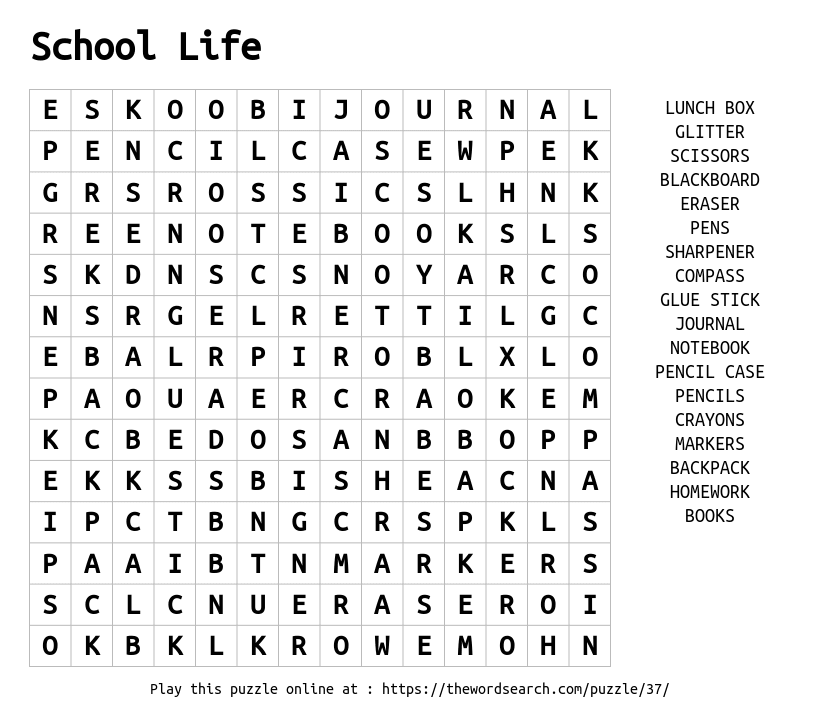 School Life
E S K O O B I J O U R N A L
P E N C I L C A S E W P E K
G R S R O S S I C S L H N K
R E E N O T E B O O K S L S
S K D N S C S N O Y A R C O
N S R G E L R E T T I L G C
E B A L R P I R O B L X L O
P A O U A E R C R A O K E M
K C B E D O S A N B B O P P
E K K S S B I S H E A C N A
I P C T B N G C R S P K L S
P A A I B T N M A R K E R S
S C L C N U E R A S E R O I
O K B K L K R O W E M O H N
LUNCH BOX
GLITTER
SCISSORS
BLACKBOARD
ERASER
PENS
SHARPENER
COMPASS
GLUE STICK
JOURNAL
NOTEBOOK
PENCIL CASE
PENCILS
CRAYONS
MARKERS
BACKPACK
HOMEWORK
BOOKS
Play this puzzle online at : https://thewordsearch.com/puzzle/37/